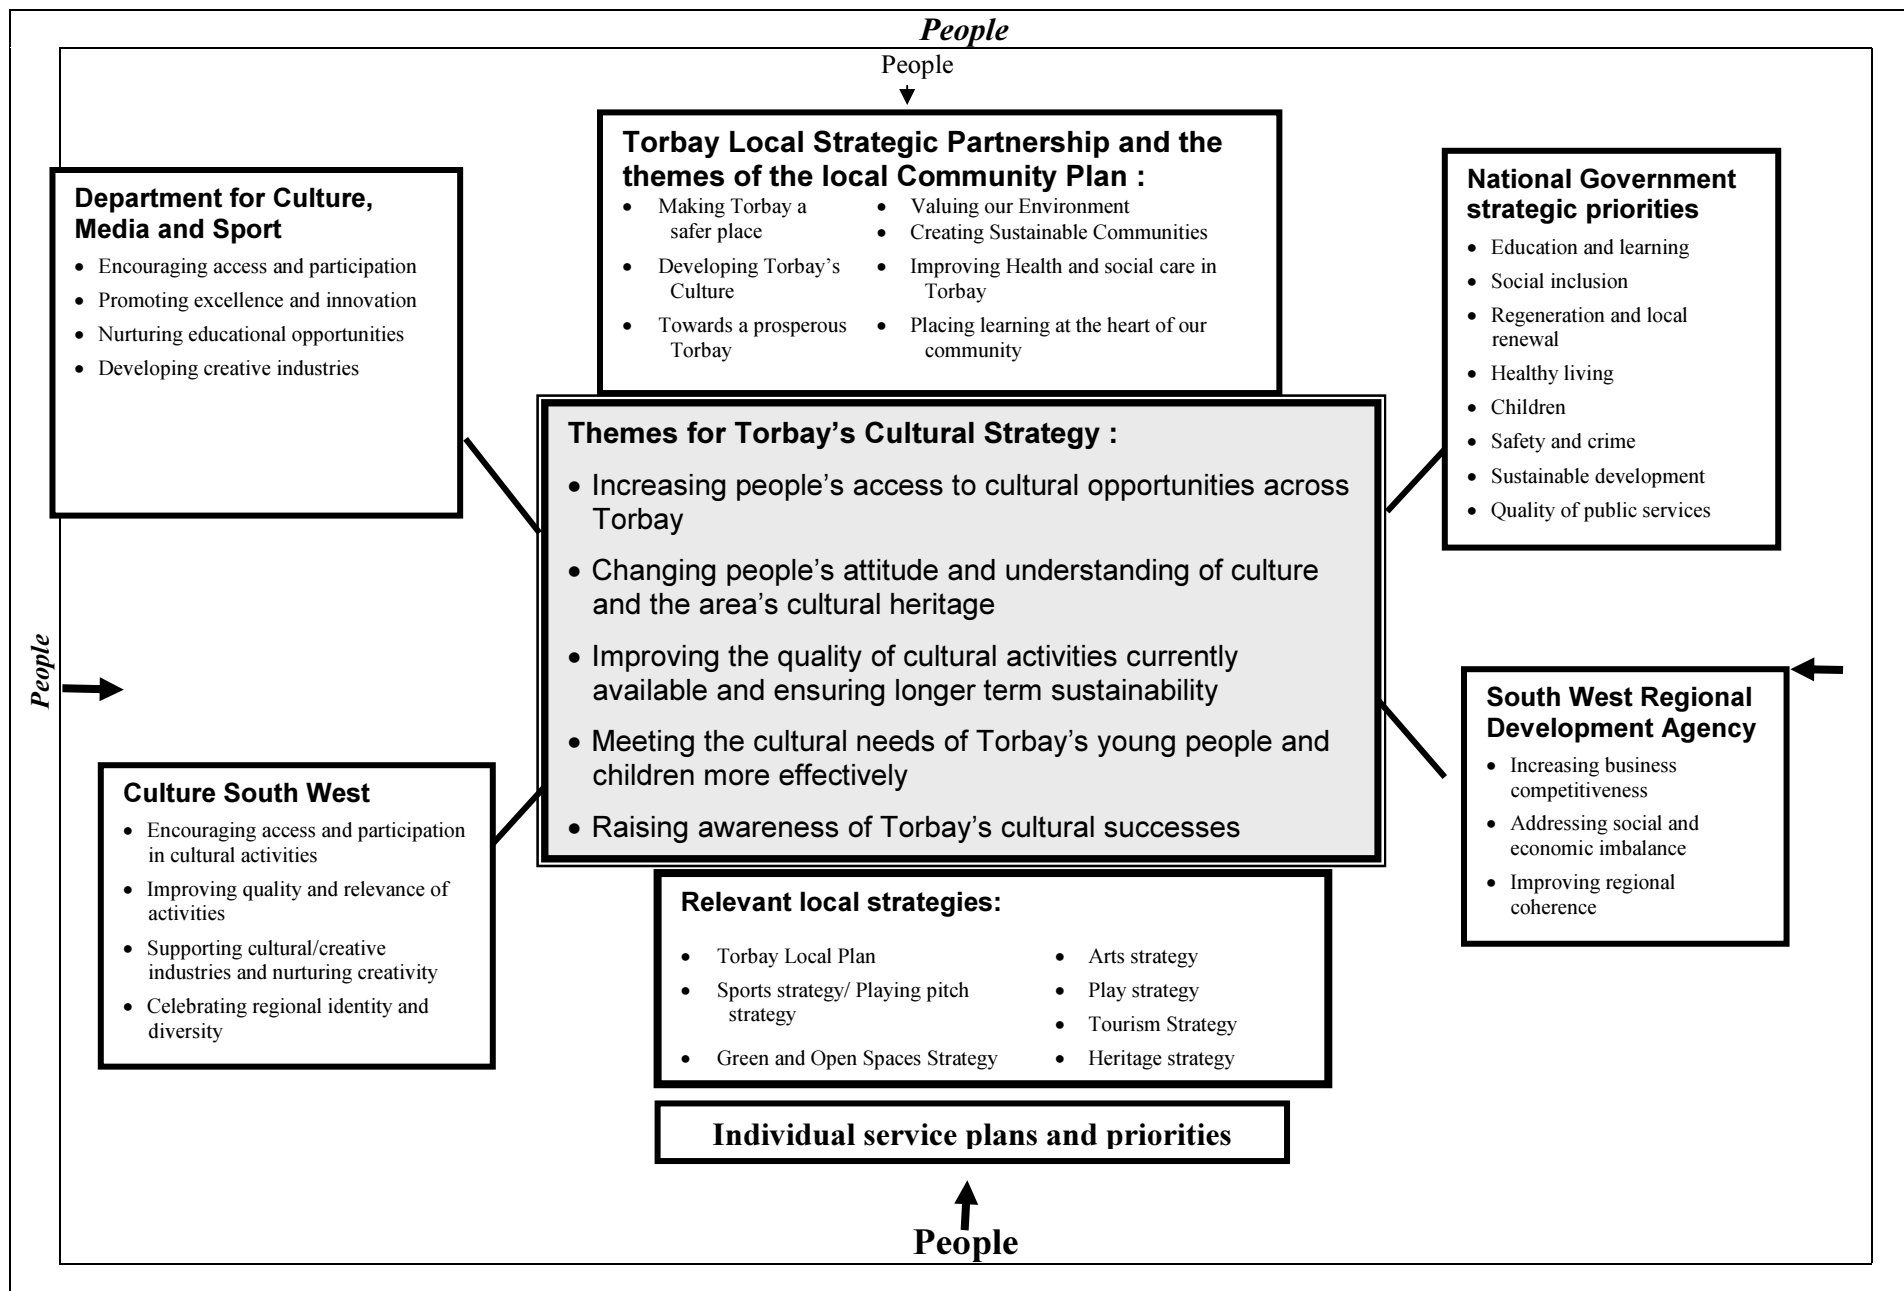 People
People
Torbay Local Strategic Partnership and the
themes of the local Community Plan :
• Making Torbay a
safer place
• Developing Torbay’s
Culture
• Towards a prosperous
Torbay
• Valuing our Environment
• Creating Sustainable Communities
• Improving Health and social care in
Torbay
• Placing learning at the heart of our
community
Department for Culture,
Media and Sport
• Encouraging access and participation
• Promoting excellence and innovation
• Nurturing educational opportunities
• Developing creative industries
National Government
strategic priorities
• Education and learning
• Social inclusion
• Regeneration and local
renewal
• Healthy living
• Children
• Safety and crime
• Sustainable development
• Quality of public services
Themes for Torbay’s Cultural Strategy :
• Increasing people’s access to cultural opportunities across
Torbay
• Changing people’s attitude and understanding of culture
and the area’s cultural heritage
• Improving the quality of cultural activities currently
available and ensuring longer term sustainability
• Meeting the cultural needs of Torbay’s young people and
children more effectively
• Raising awareness of Torbay’s cultural successes
People
Culture South West
• Encouraging access and participation
in cultural activities
• Improving quality and relevance of
activities
• Supporting cultural/creative
industries and nurturing creativity
• Celebrating regional identity and
diversity
South West Regional
Development Agency
• Increasing business
competitiveness
• Addressing social and
economic imbalance
• Improving regional
coherence
Relevant local strategies:
• Torbay Local Plan
• Sports strategy/ Playing pitch
strategy
• Green and Open Spaces Strategy
• Arts strategy
• Play strategy
• Tourism Strategy
• Heritage strategy
Individual service plans and priorities
People